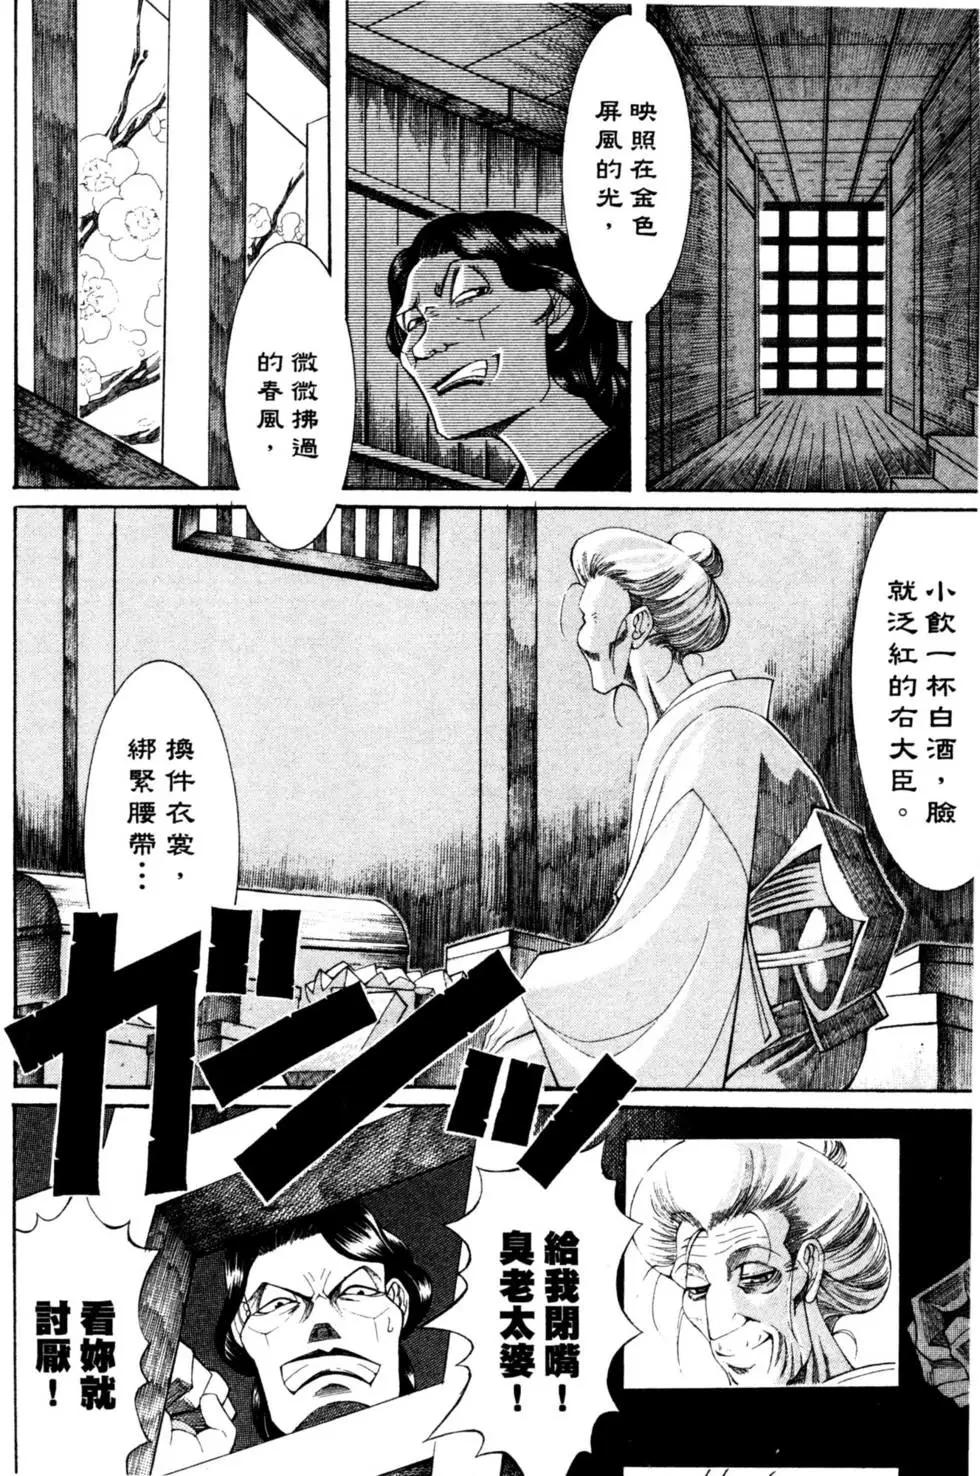 映照在金色
屏風的光，
微微拂過
的春風，
小飲一杯白酒，臉
就泛紅的右大臣。
換件衣裳，
綁緊腰帶…
ガンッ
給我閉嘴！
臭老太婆！
看妳就
討厭！